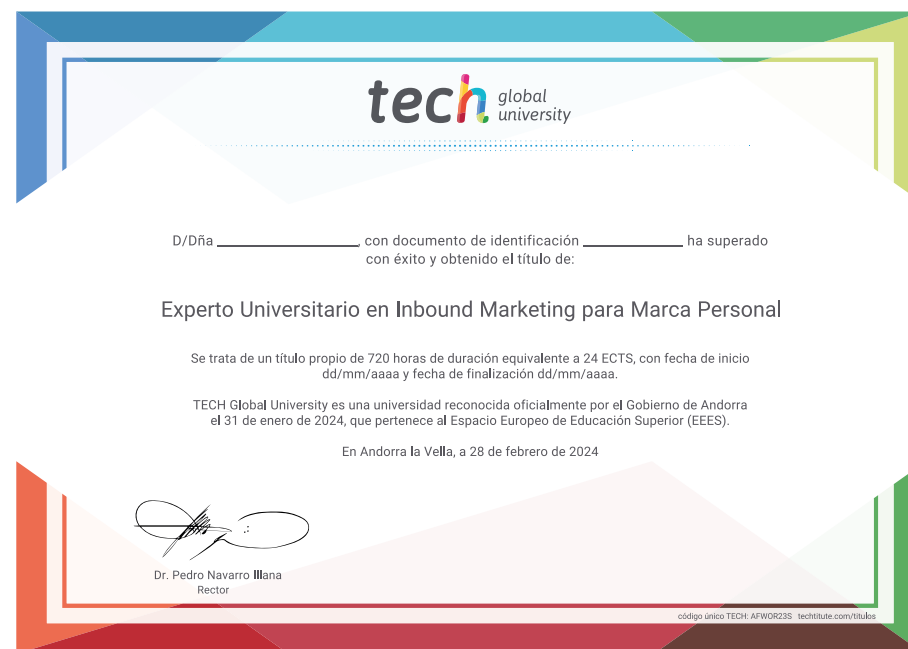 tech global university
D/Dña ____________, con documento de identificación __________ ha superado
con éxito y obtenido el título de:
Experto Universitario en Inbound Marketing para Marca Personal
Se trata de un título propio de 720 horas de duración equivalente a 24 ECTS, con fecha de inicio
dd/mm/aaaa y fecha de finalización dd/mm/aaaa.
TECH Global University es una universidad reconocida oficialmente por el Gobierno de Andorra
el 31 de enero de 2024, que pertenece al Espacio Europeo de Educación Superior (EEES).
En Andorra la Vella, a 28 de febrero de 2024
Dr. Pedro Navarro Illana
Rector
código único TECH: AFWOR23S techtitute.com/titulos